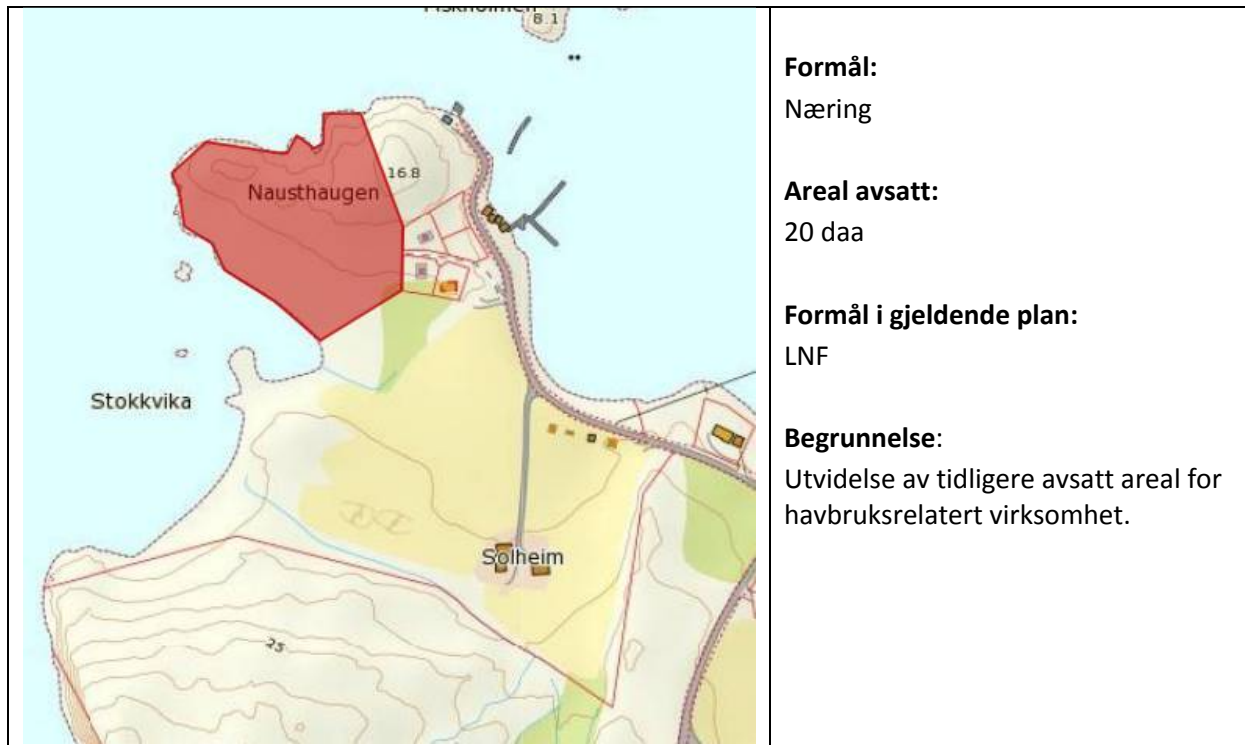 8.1
Nausthaugen
16.8
Stokkvika
Solheim
25
Formål:
Næring
Areal avsatt:
20 daa
Formål i gjeldende plan:
LNF
Begrunnelse:
Utvidelse av tidligere avsatt areal for
havbruksrelatert virksomhet.